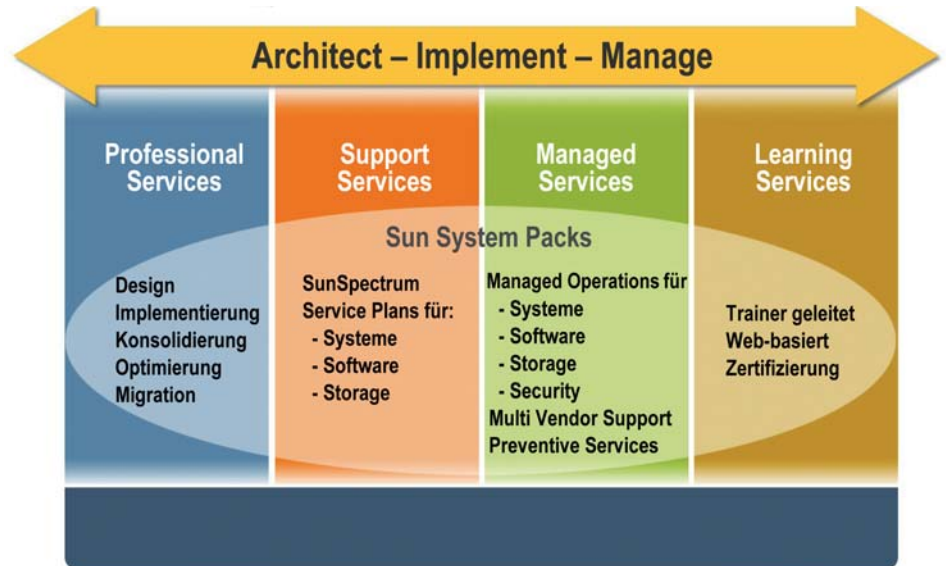 Architect – Implement – Manage
Professional
Services
Support
Services
Managed
Services
Learning
Services
Sun System Packs
Design
Implementierung
Konsolidierung
Optimierung
Migration
SunSpectrum
Service Plans für:
- Systeme
- Software
- Storage
Managed Operations für
- Systeme
- Software
- Storage
- Security
Multi Vendor Support
Preventive Services
Trainer geleitet
Web-basiert
Zertifizierung